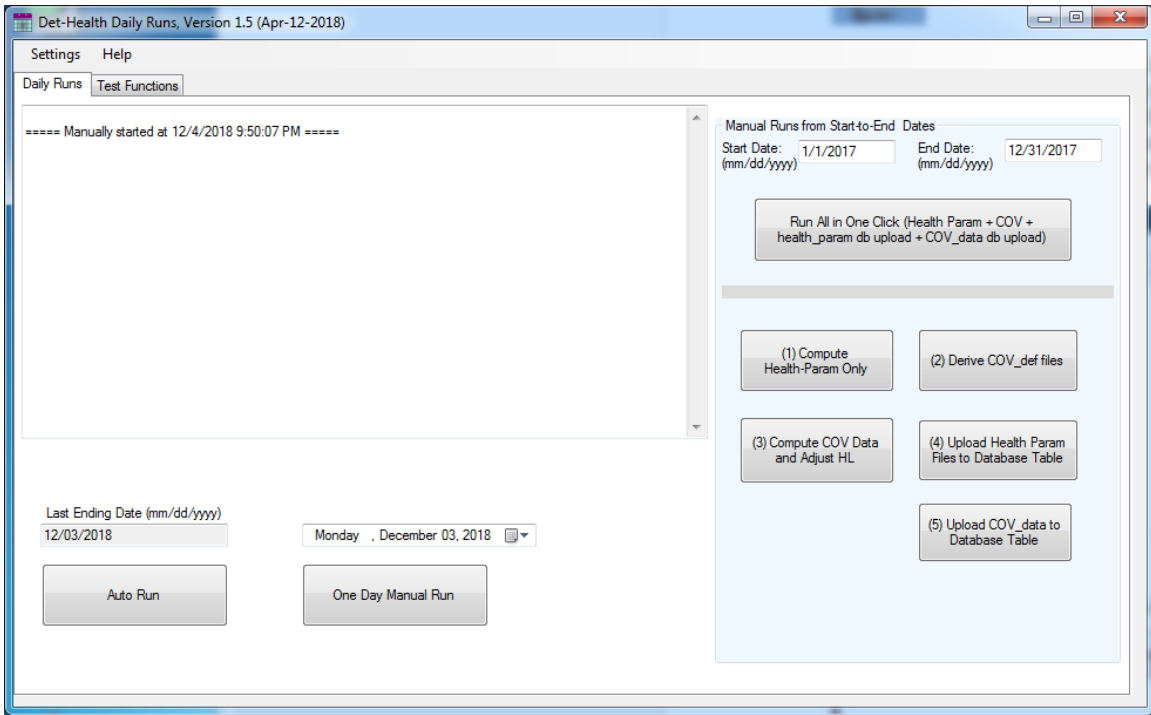 Det-Health Daily Runs, Version 1.5 (Apr-12-2018)
Settings Help
Daily Runs Test Functions
===== Manually started at 12/4/2018 9:50:07 PM =====
Manual Runs from Start-to-End Dates
Start Date: 1/1/2017 End Date: 12/31/2017
(mm/dd/yyyy) (mm/dd/yyyy)
Run All in One Click (Health Param + COV +
health_param db upload + COV_data db upload)
(1) Compute
Health-Param Only
(2) Derive COV_def files
(3) Compute COV Data
and Adjust HL
(4) Upload Health Param
Files to Database Table
(5) Upload COV_data to
Database Table
Last Ending Date (mm/dd/yyyy)
12/03/2018
Monday , December 03, 2018
Auto Run
One Day Manual Run